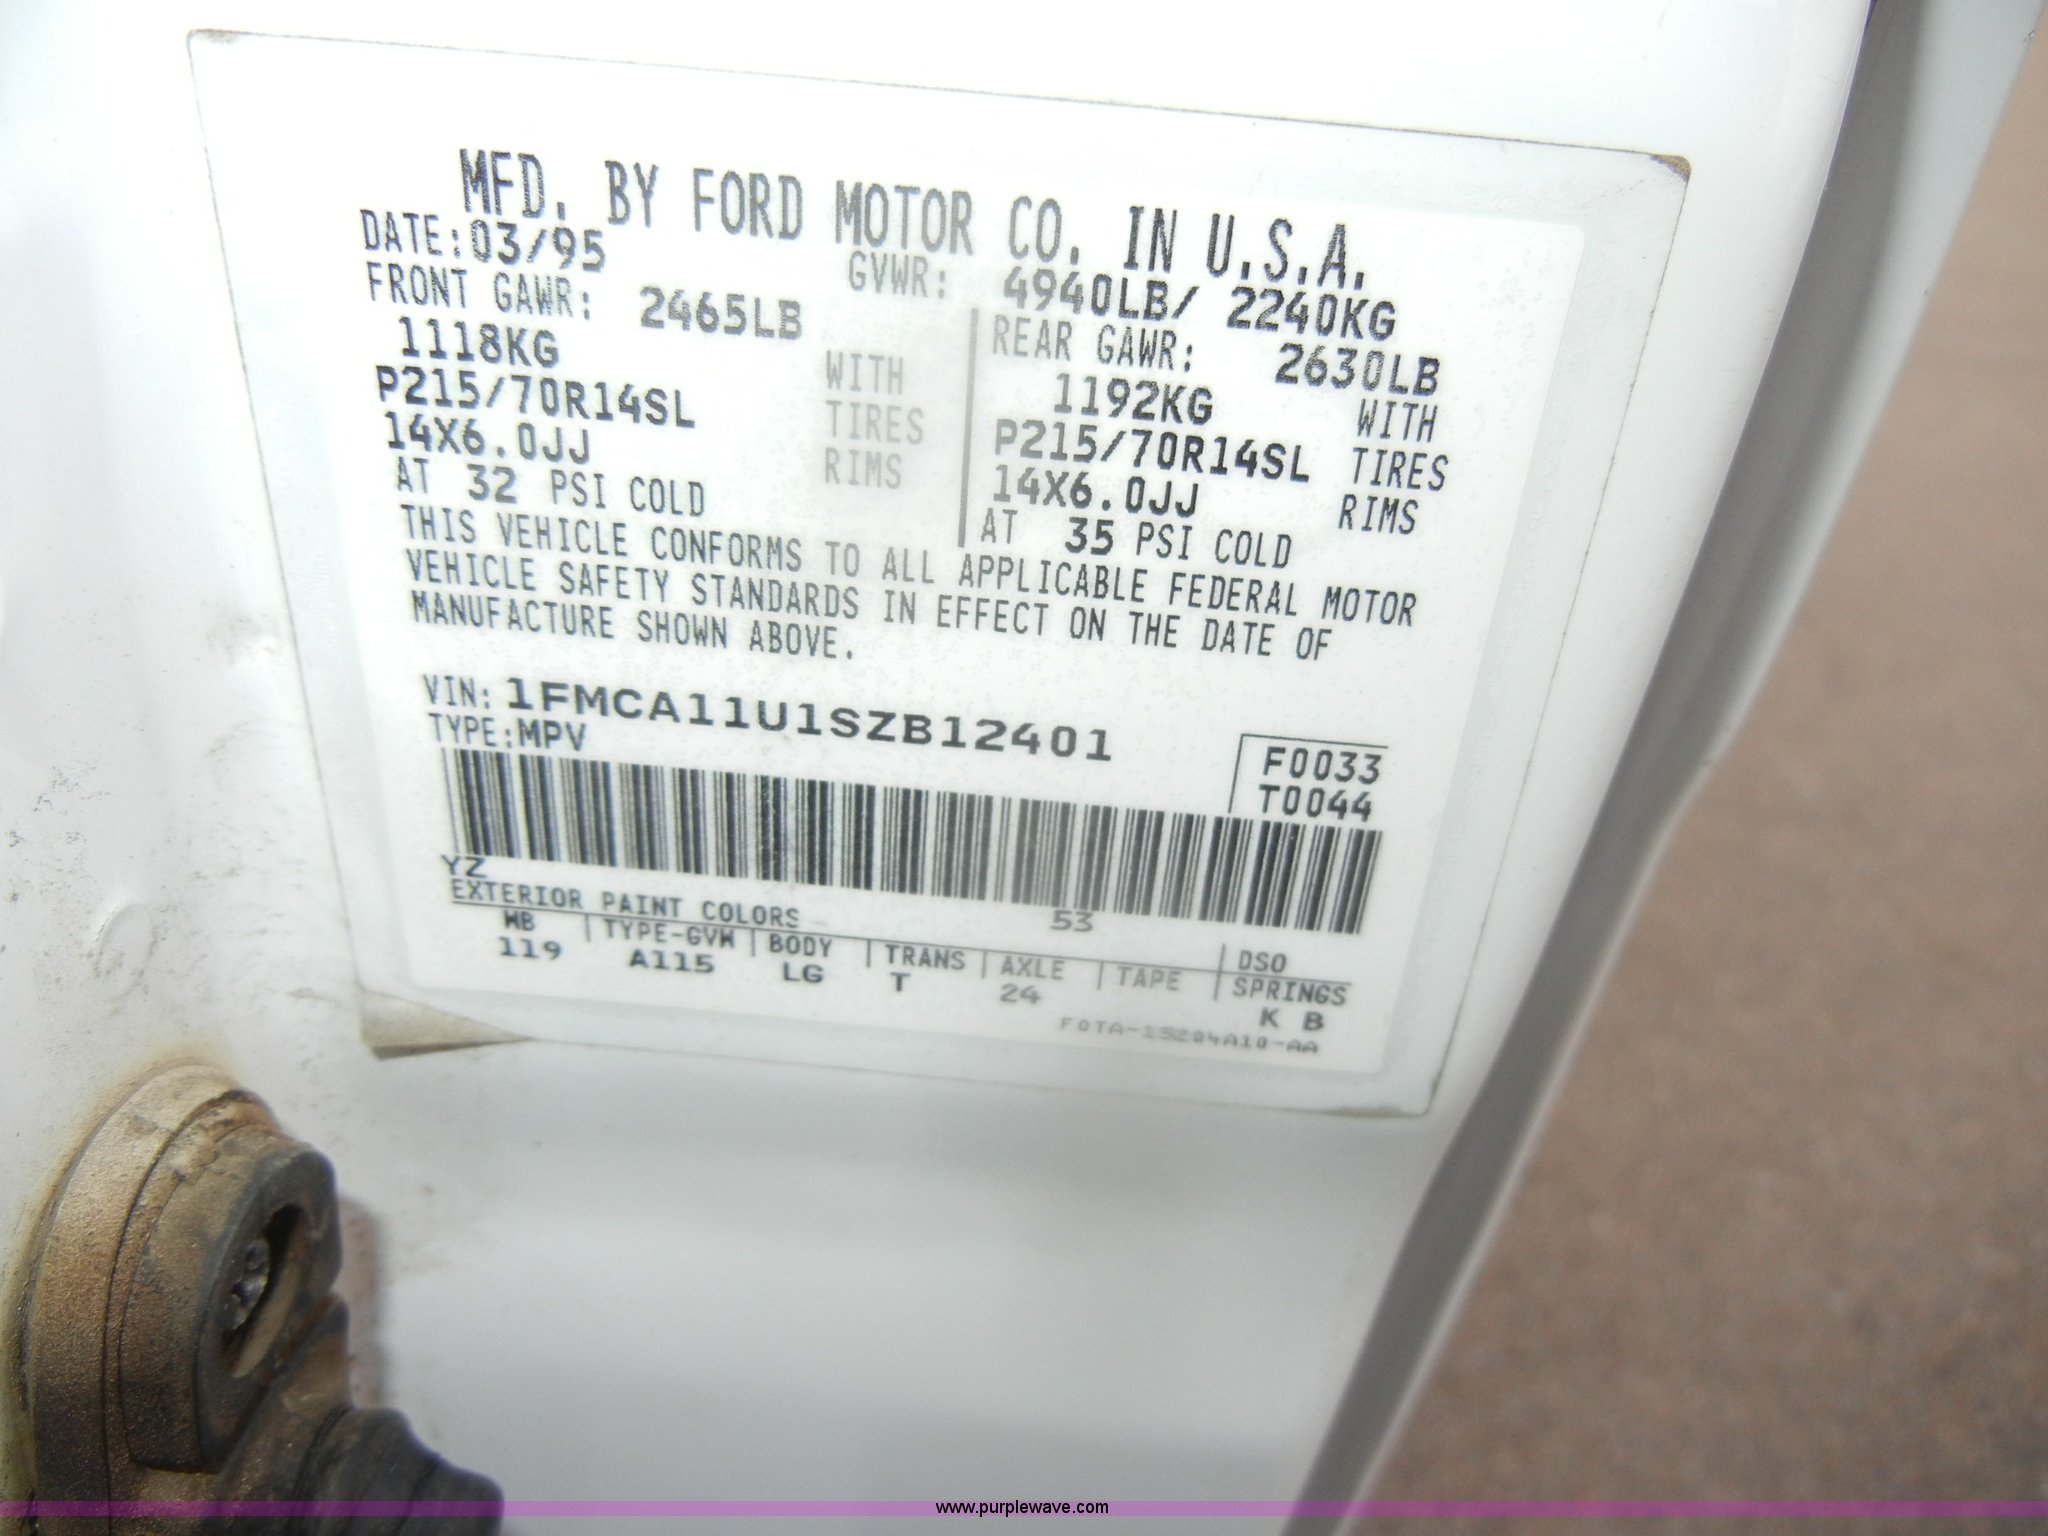 MFD. BY FORD MOTOR CO. IN U.S.A.
DATE:03/95 GVWR: 4940LB/ 2240KG
FRONT GAWR: 2465LB REAR GAWR: 2630LB
1118KG WITH 1192KG WITH
P215/70R14SL TIRES P215/70R14SL TIRES
14X6.0JJ RIMS 14X6.0JJ RIMS
AT 32 PSI COLD AT 35 PSI COLD
THIS VEHICLE CONFORMS TO ALL APPLICABLE FEDERAL MOTOR
VEHICLE SAFETY STANDARDS IN EFFECT ON THE DATE OF
MANUFACTURE SHOWN ABOVE.
VIN: 1FMCA11U1SZB12401
TYPE:MPV
F0033
T0044
YZ
EXTERIOR PAINT COLORS 53 DSO
WB TYPE-GVW BODY TRANS AXLE TAPE SPRINGS
119 A115 LG T 24 K B
F0TA-15204A10-AA
www.purplewave.com